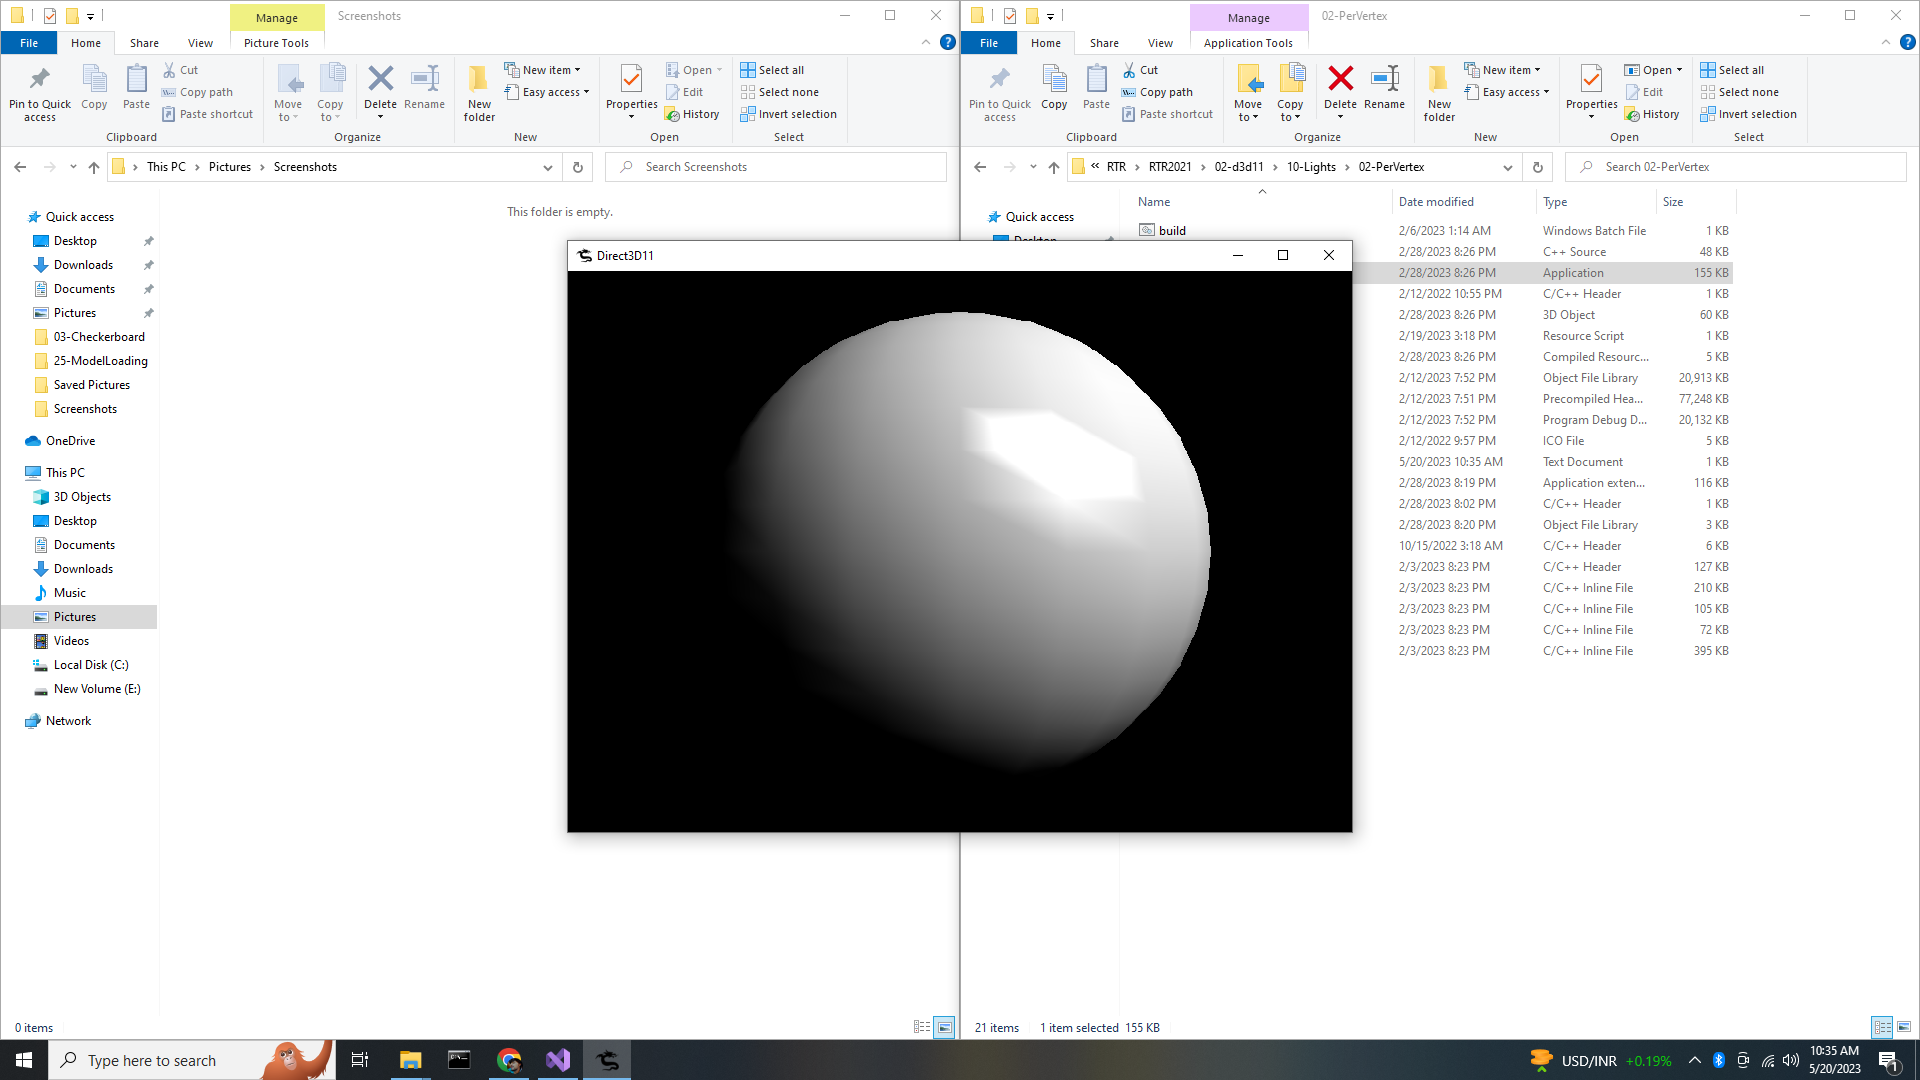 Manage
Screenshots
File
Home
Share
View
Picture Tools
Pin to Quick access
Copy
Paste
Cut
Copy path
Paste shortcut
Clipboard
Move to
Copy to
Delete
Rename
Organize
New folder
New item
Easy access
New
Properties
Open
Edit
History
Open
Select all
Select none
Invert selection
Select
This PC > Pictures > Screenshots
Search Screenshots
This folder is empty.
Quick access
Desktop
Downloads
Documents
Pictures
03-Checkerboard
25-ModelLoading
Saved Pictures
Screenshots
OneDrive
This PC
3D Objects
Desktop
Documents
Downloads
Music
Pictures
Videos
Local Disk (C:)
New Volume (E:)
Network
0 items
Manage
02-PerVertex
File
Home
Share
View
Application Tools
Pin to Quick access
Copy
Paste
Cut
Copy path
Paste shortcut
Clipboard
Move to
Copy to
Delete
Rename
Organize
New folder
New item
Easy access
New
Properties
Open
Edit
History
Open
Select all
Select none
Invert selection
Select
« RTR > RTR2021 > 02-d3d11 > 10-Lights > 02-PerVertex
Search 02-PerVertex
Quick access
Name Date modified Type Size
build 2/6/2023 1:14 AM Windows Batch File 1 KB
2/28/2023 8:26 PM C++ Source 48 KB
2/28/2023 8:26 PM Application 155 KB
2/12/2022 10:55 PM C/C++ Header 1 KB
2/28/2023 8:26 PM 3D Object 60 KB
2/19/2023 3:18 PM Resource Script 1 KB
2/28/2023 8:26 PM Compiled Resourc... 5 KB
2/12/2023 7:52 PM Object File Library 20,913 KB
2/12/2023 7:51 PM Precompiled Hea... 77,248 KB
2/12/2023 7:52 PM Program Debug D... 20,132 KB
2/12/2022 9:57 PM ICO File 5 KB
5/20/2023 10:35 AM Text Document 1 KB
2/28/2023 8:19 PM Application exten... 116 KB
2/28/2023 8:02 PM C/C++ Header 1 KB
2/28/2023 8:20 PM Object File Library 3 KB
10/15/2022 3:18 AM C/C++ Header 6 KB
2/3/2023 8:23 PM C/C++ Header 127 KB
2/3/2023 8:23 PM C/C++ Inline File 210 KB
2/3/2023 8:23 PM C/C++ Inline File 105 KB
2/3/2023 8:23 PM C/C++ Inline File 72 KB
2/3/2023 8:23 PM C/C++ Inline File 395 KB
21 items 1 item selected 155 KB
Direct3D11
Type here to search
USD/INR +0.19%
10:35 AM
5/20/2023
1